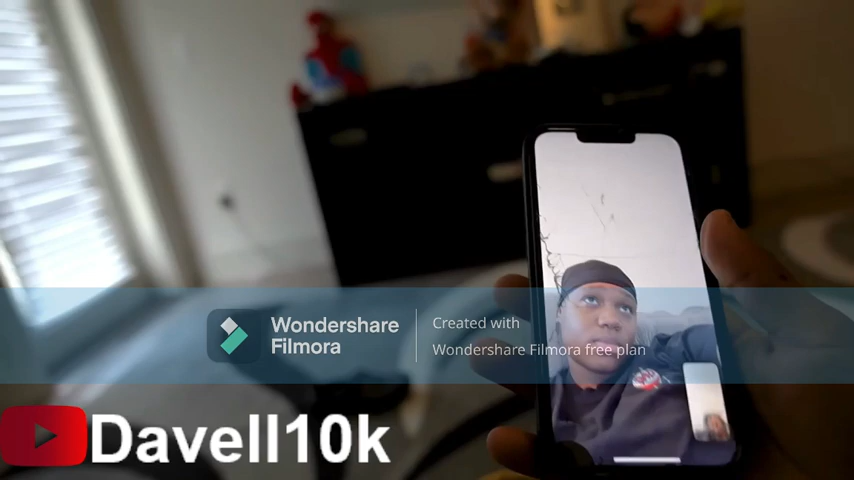 Wondershare
Filmora
Created with
Wondershare Filmora free plan
Davell10k